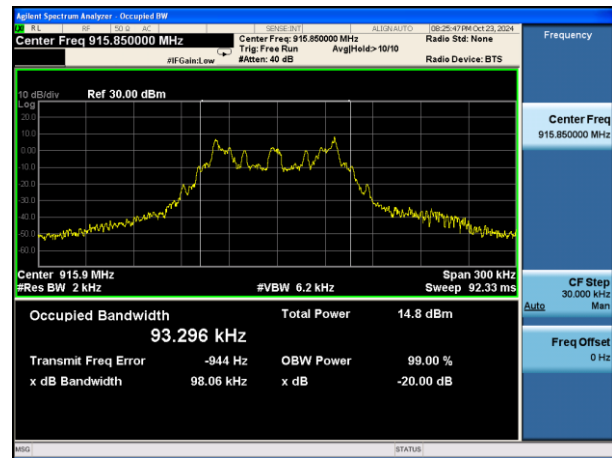 Agilent Spectrum Analyzer - Occupied BW
RL RF 50 Ω AC SENSE:INT ALIGNAUTO 08:25:47 PM Oct 23, 2024
Center Freq 915.850000 MHz
Center Freq: 915.850000 MHz
Radio Std: None
Trig: Free Run Avg|Hold:> 10/10
#IFGain:Low #Atten: 40 dB Radio Device: BTS
Frequency
10 dB/div Ref 30.00 dBm
Log
20.0
10.0
0.00
-10.0
-20.0
-30.0
-40.0
-50.0
-60.0
Center 915.9 MHz Span 300 kHz
#Res BW 2 kHz #VBW 6.2 kHz Sweep 92.33 ms
Occupied Bandwidth Total Power 14.8 dBm
93.296 kHz
Transmit Freq Error -944 Hz OBW Power 99.00 %
x dB Bandwidth 98.06 kHz x dB -20.00 dB
Center Freq
915.850000 MHz
CF Step
30.000 kHz
Auto Man
Freq Offset
0 Hz
MSG STATUS